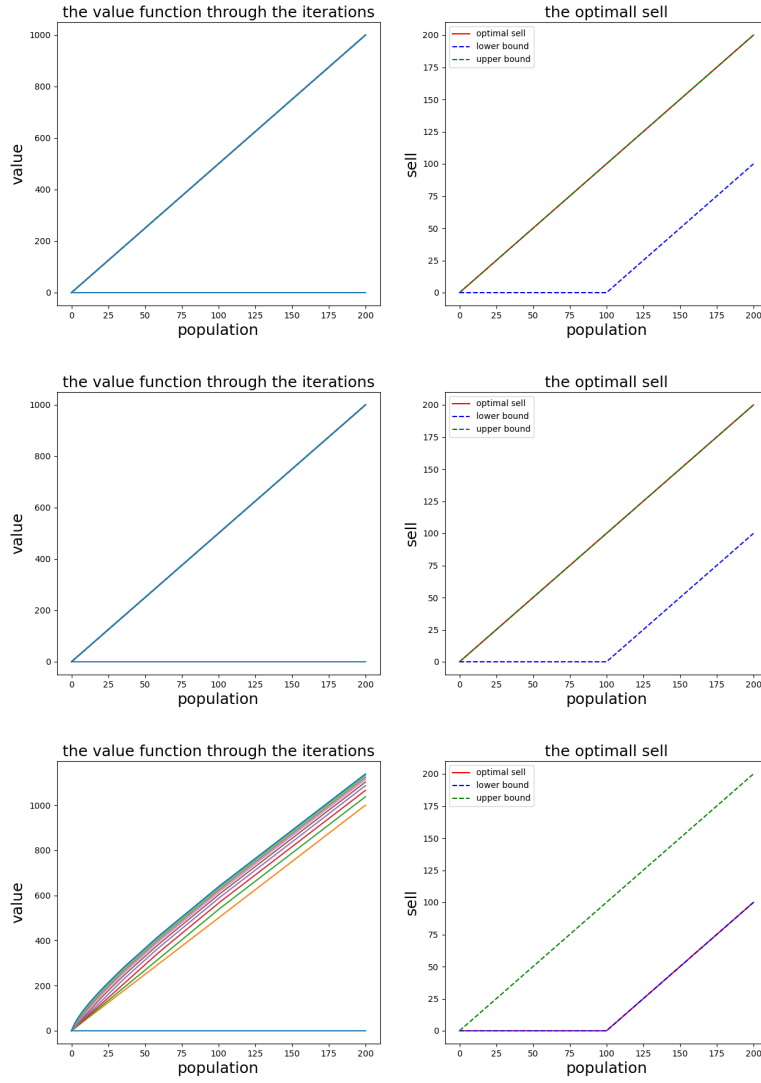 the value function through the iterations
value
1000
800
600
400
200
0
0 25 50 75 100 125 150 175 200
population
the optimall sell
sell
optimal sell
lower bound
upper bound
200
175
150
125
100
75
50
25
0
0 25 50 75 100 125 150 175 200
population
the value function through the iterations
value
1000
800
600
400
200
0
0 25 50 75 100 125 150 175 200
population
the optimall sell
sell
optimal sell
lower bound
upper bound
200
175
150
125
100
75
50
25
0
0 25 50 75 100 125 150 175 200
population
the value function through the iterations
value
1000
800
600
400
200
0
0 25 50 75 100 125 150 175 200
population
the optimall sell
sell
optimal sell
lower bound
upper bound
200
175
150
125
100
75
50
25
0
0 25 50 75 100 125 150 175 200
population